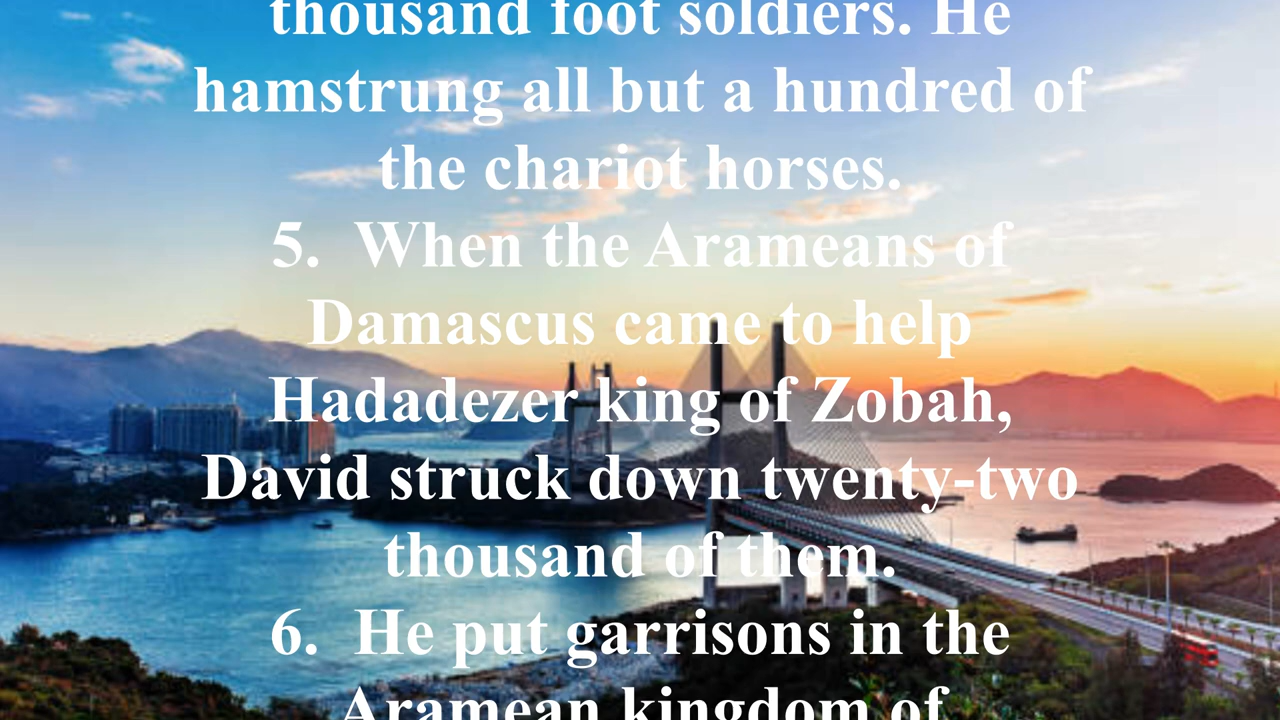 thousand foot soldiers. He
hamstrung all but a hundred of
the chariot horses.
5. When the Arameans of
Damascus came to help
Hadadezer king of Zobah,
David struck down twenty-two
thousand of them.
6. He put garrisons in the
Aramean kingdom of